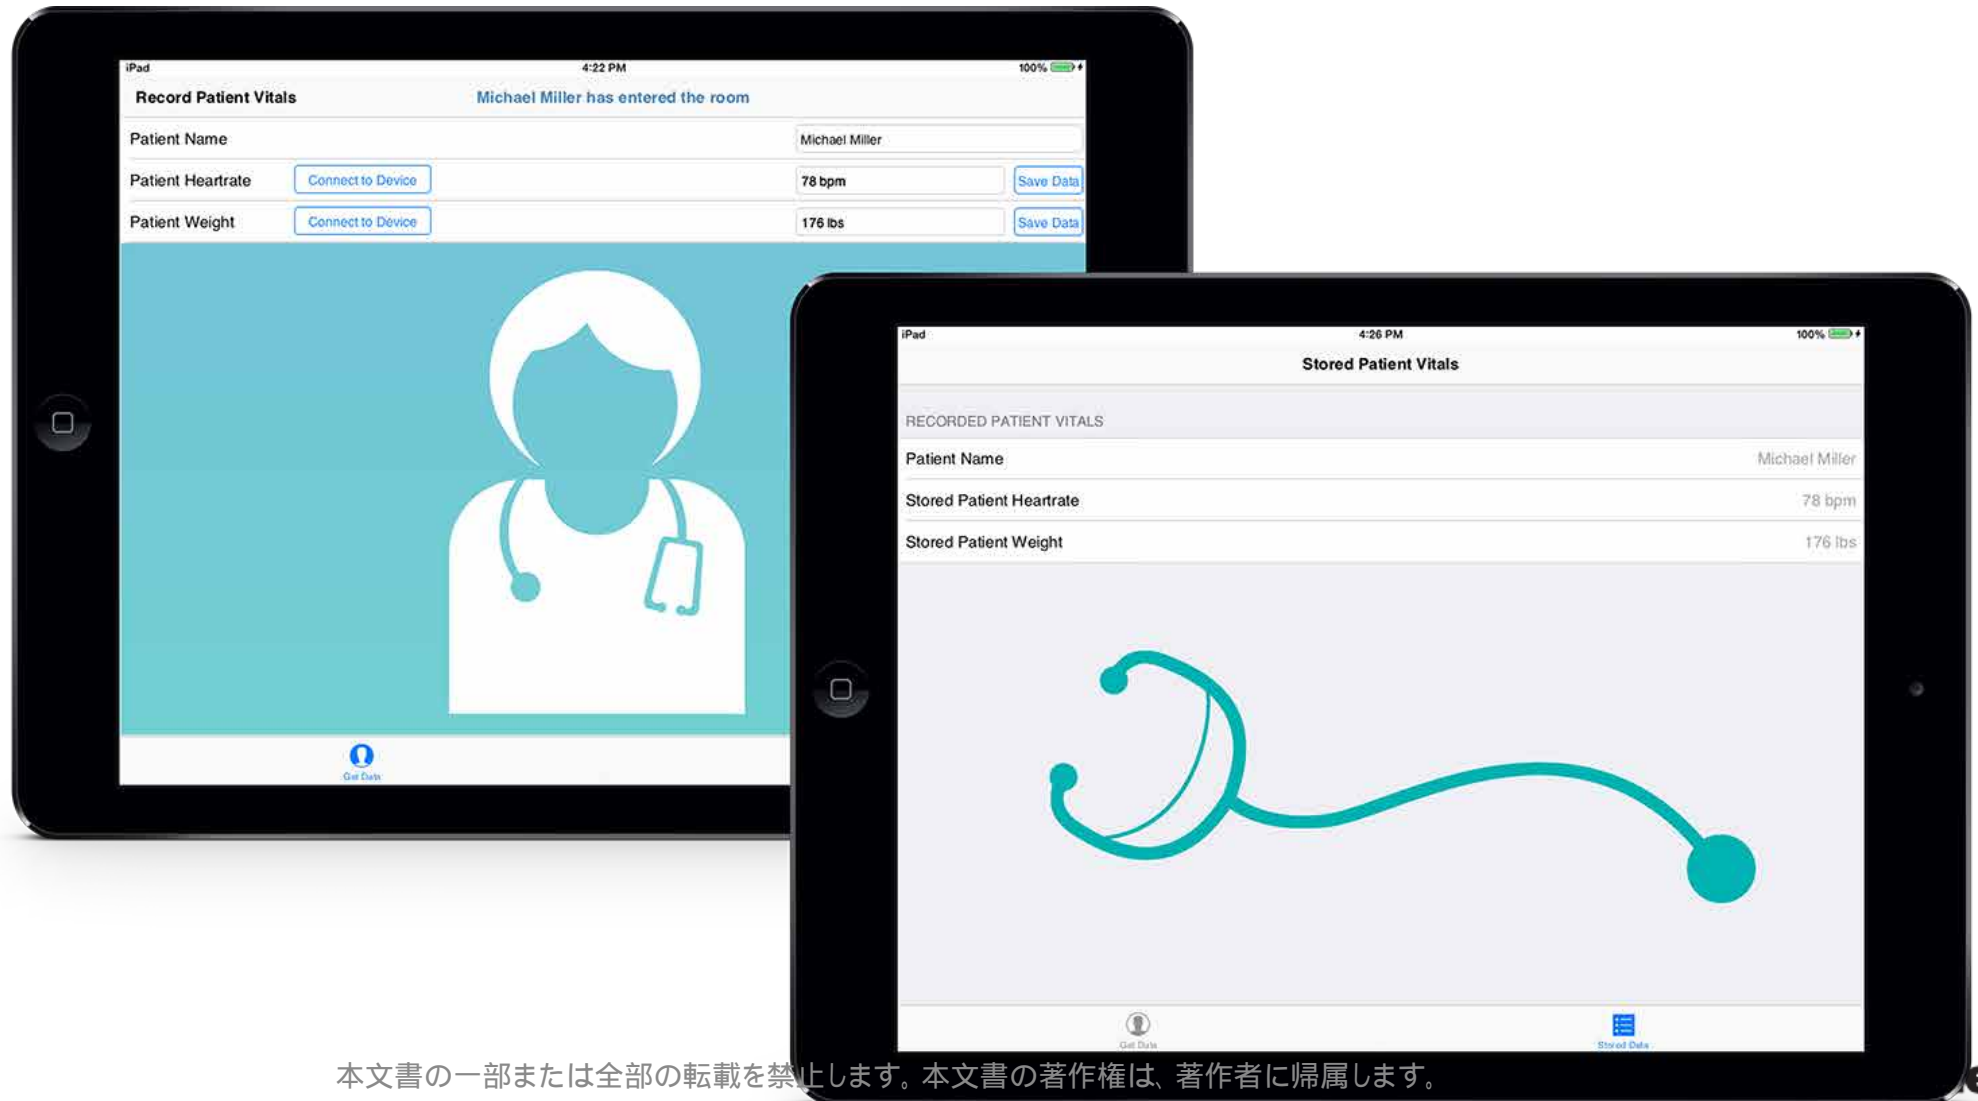 iPad
4:22 PM
100%
Record Patient Vitals
Michael Miller has entered the room
Patient Name
Michael Miller
Patient Heartrate
Connect to Device
78 bpm
Save Data
Patient Weight
Connect to Device
176 lbs
Save Data
Get Data
iPad
4:26 PM
100%
Stored Patient Vitals
RECORDED PATIENT VITALS
Patient Name
Michael Miller
Stored Patient Heartrate
78 bpm
Stored Patient Weight
176 lbs
Get Data
Stored Data
本文書の一部または全部の転載を禁止します。本文書の著作権は、著作者に帰属します。